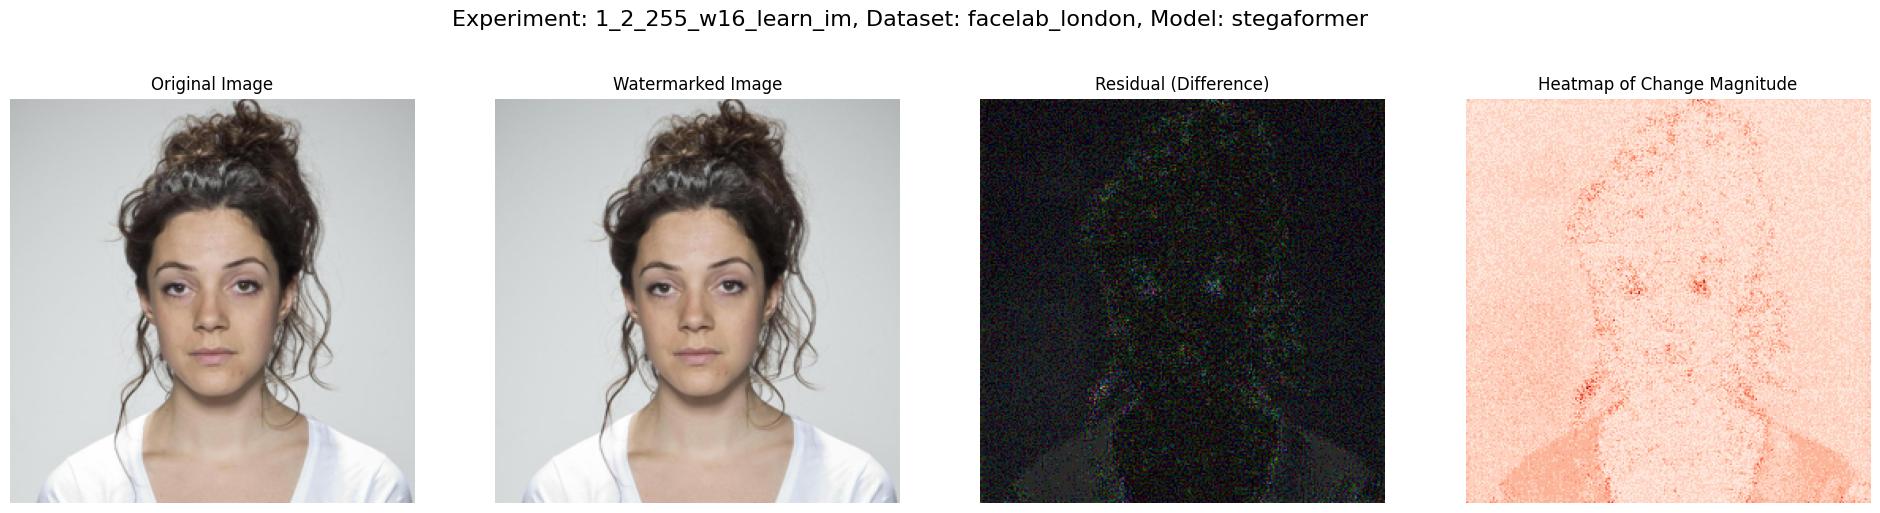 Experiment: 1_2_255_w16_learn_im, Dataset: facelab_london, Model: stegaformer
Original Image
Watermarked Image
Residual (Difference)
Heatmap of Change Magnitude